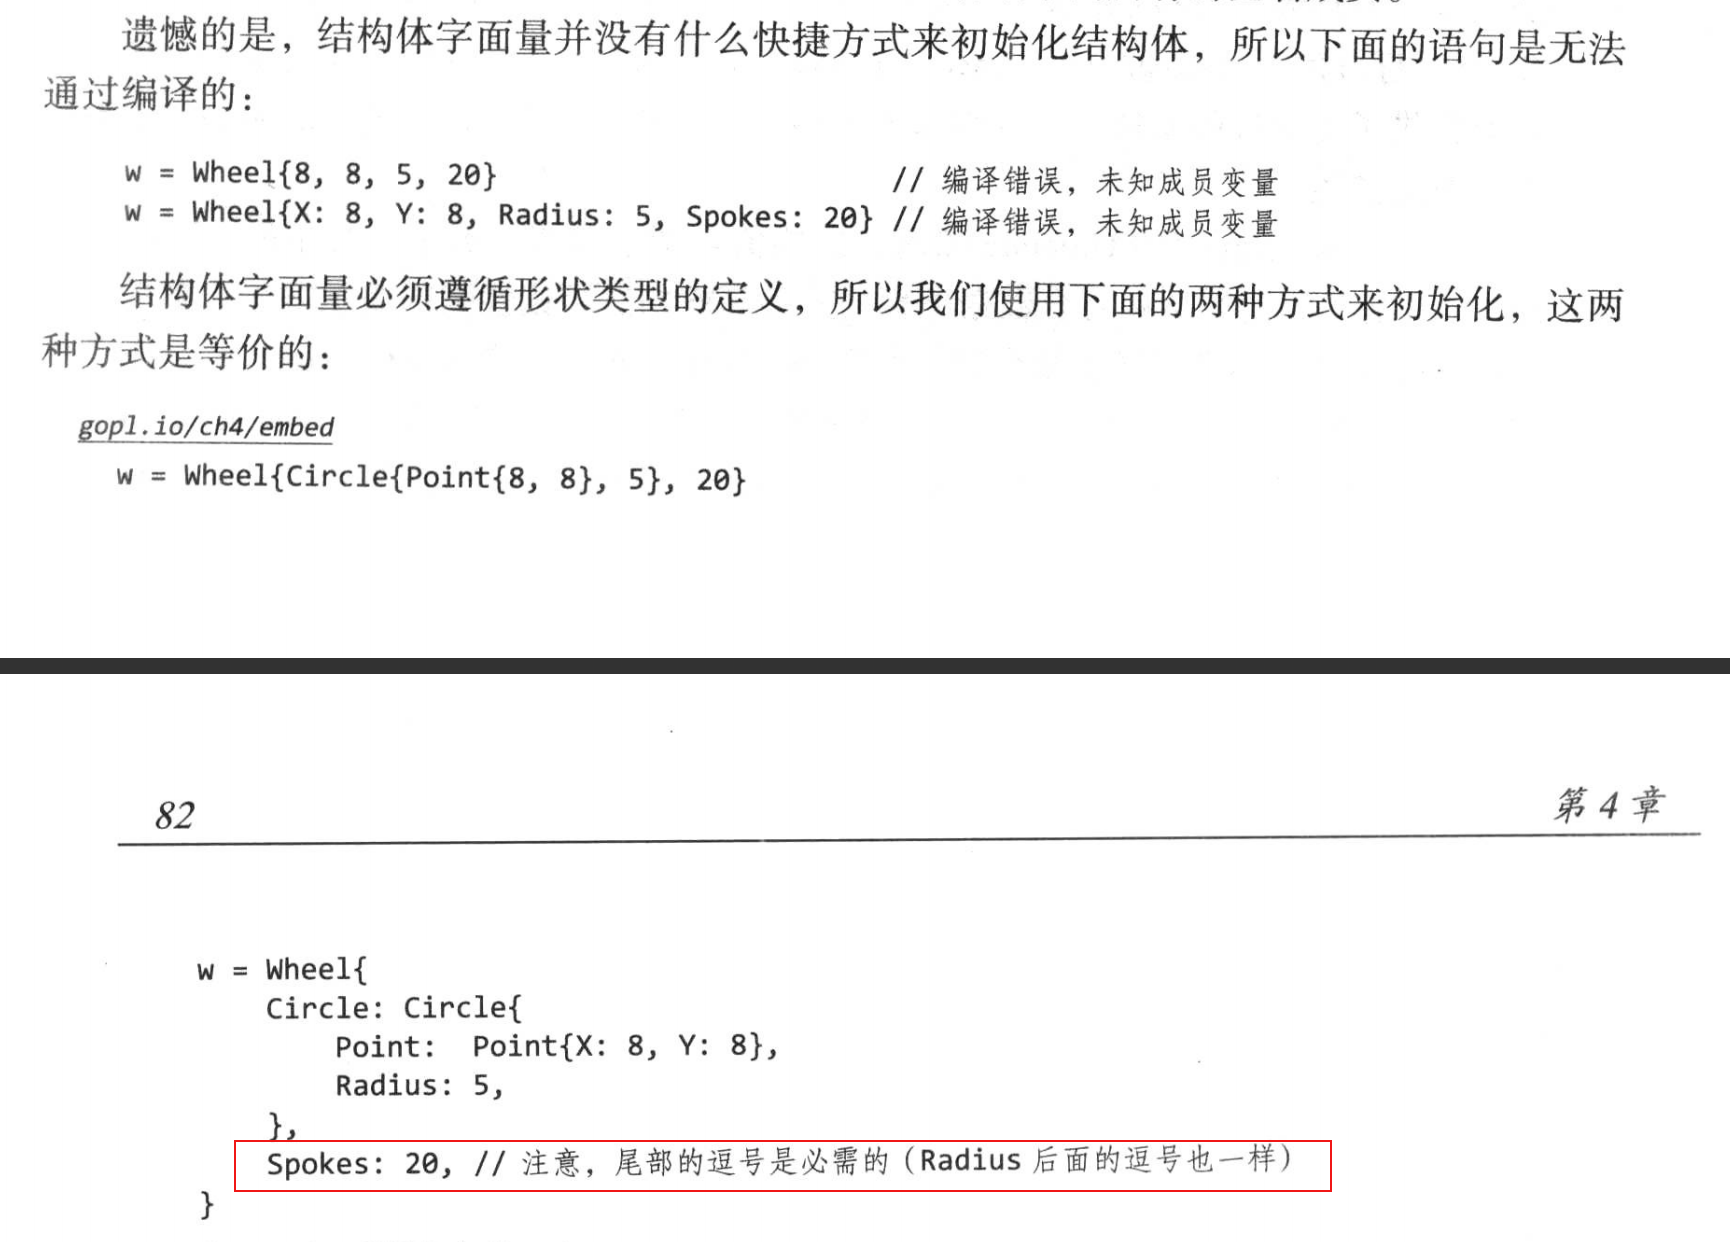 遗憾的是，结构体字面量并没有什么快捷方式来初始化结构体，所以下面的语句是无法
通过编译的：
w = Wheel{8, 8, 5, 20} // 编译错误，未知成员变量
w = Wheel{X: 8, Y: 8, Radius: 5, Spokes: 20} // 编译错误，未知成员变量
结构体字面量必须遵循形状类型的定义，所以我们使用下面的两种方式来初始化，这两
种方式是等价的：
gopl.io/ch4/embed
w = Wheel{Circle{Point{8, 8}, 5}, 20}
82 第 4 章
w = Wheel{
Circle: Circle{
Point: Point{X: 8, Y: 8},
Radius: 5,
},
Spokes: 20, // 注意，尾部的逗号是必需的（Radius 后面的逗号也一样）
}